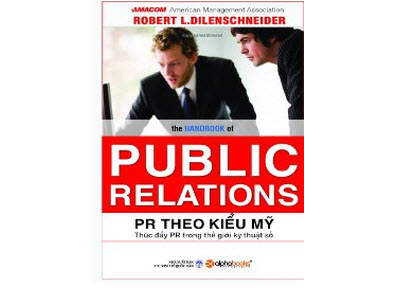 AMACOM American Management Association
ROBERT L.DILENSCHNEIDER
the HANDBOOK of
PUBLIC
RELATIONS
PR THEO KIỂU MỸ
Thúc đẩy PR trong thế giới kỹ thuật số
alphabooks